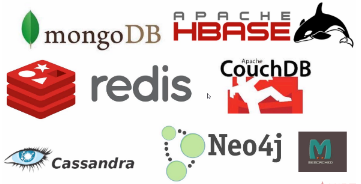 mongoDB
APACHE
HBASE
redis
Apache
CouchDB
Neo4j
Cassandra